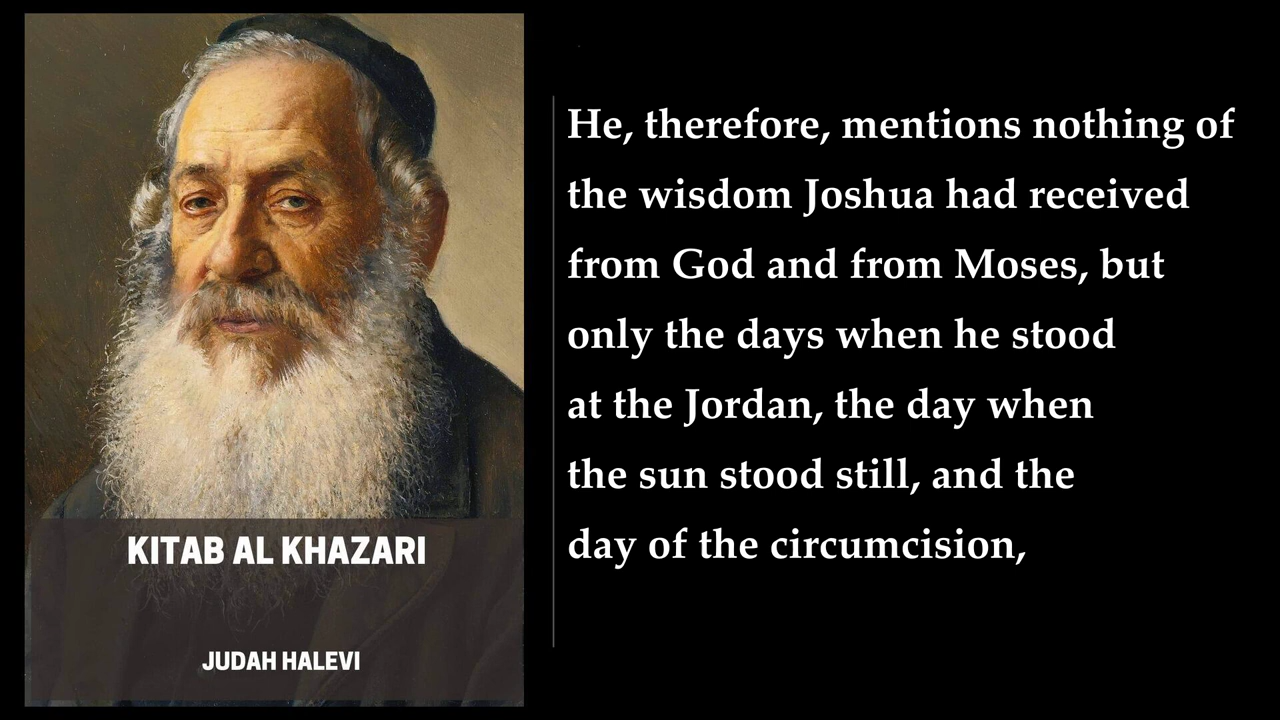 KITAB AL KHAZARI
JUDAH HALEVI
He, therefore, mentions nothing of
the wisdom Joshua had received
from God and from Moses, but
only the days when he stood
at the Jordan, the day when
the sun stood still, and the
day of the circumcision,